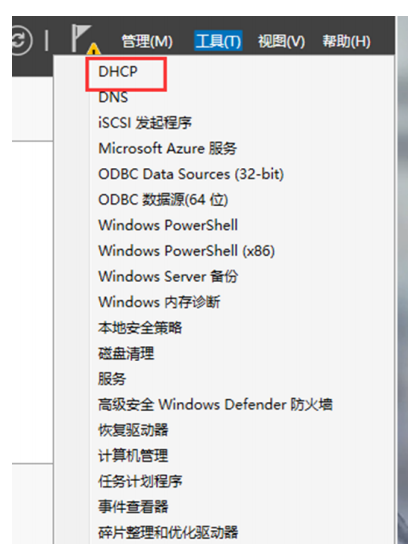 管理(M) 工具(T) 视图(V) 帮助(H)
DHCP
DNS
iSCSI 发起程序
Microsoft Azure 服务
ODBC Data Sources (32-bit)
ODBC 数据源(64 位)
Windows PowerShell
Windows PowerShell (x86)
Windows Server 备份
Windows 内存诊断
本地安全策略
磁盘清理
服务
高级安全 Windows Defender 防火墙
恢复驱动器
计算机管理
任务计划程序
事件查看器
碎片整理和优化驱动器